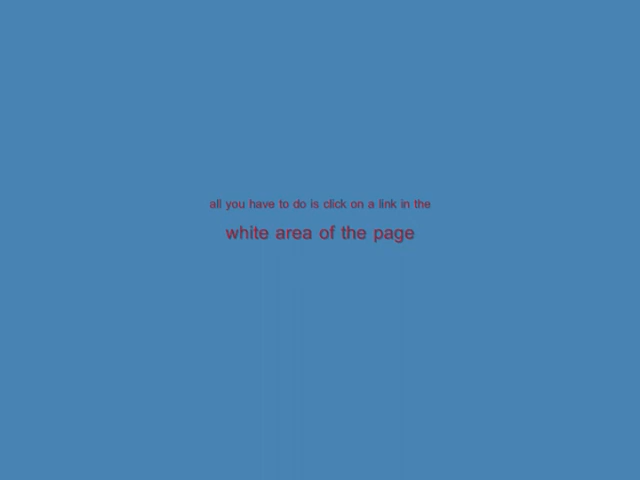 all you have to do is click on a link in the
white area of the page